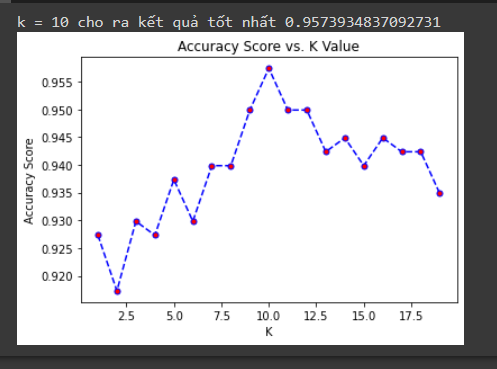 k = 10 cho ra kết quả tốt nhất 0.9573934837092731
Accuracy Score vs. K Value
0.955
0.950
0.945
0.940
0.935
0.930
0.925
0.920
Accuracy Score
2.5 5.0 7.5 10.0 12.5 15.0 17.5
K